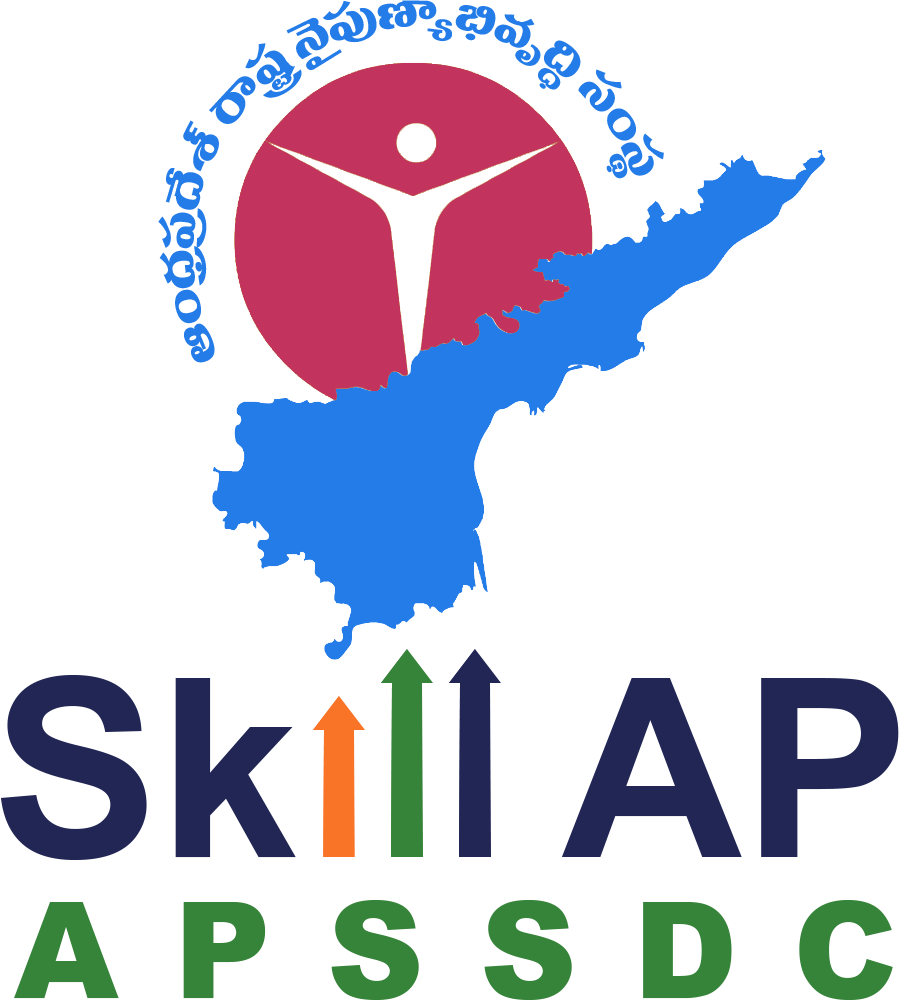 ఆంధ్రప్రదేశ్ రాష్ట్ర నైపుణ్యాభివృద్ధి సంస్థ
Skill AP
APSSDC